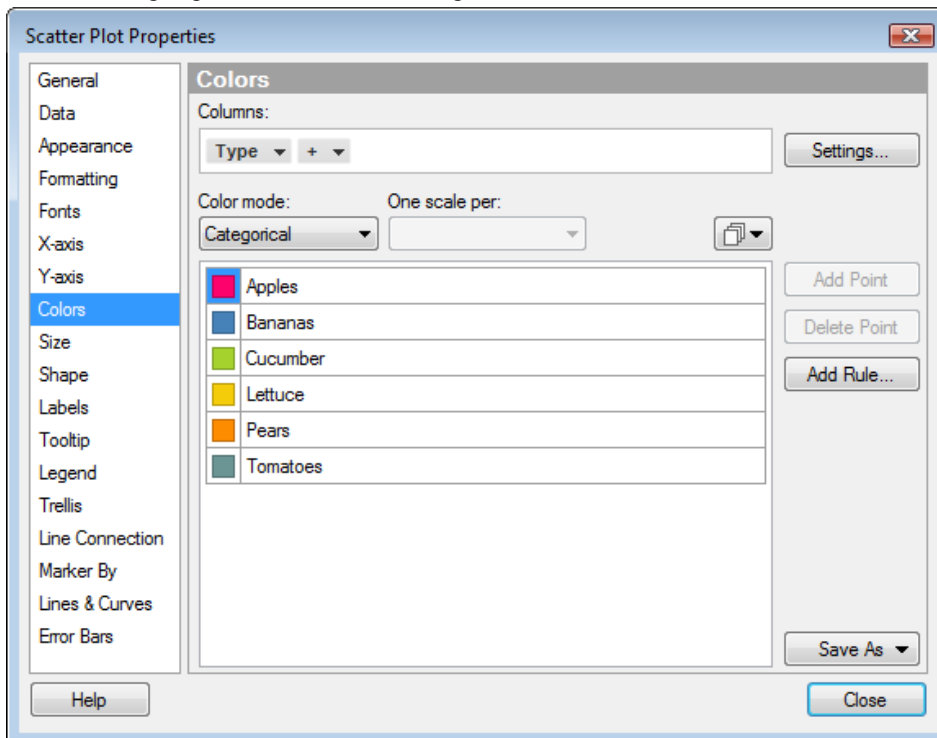 Scatter Plot Properties
General
Data
Appearance
Formatting
Fonts
X-axis
Y-axis
Colors
Size
Shape
Labels
Tooltip
Legend
Trellis
Line Connection
Marker By
Lines & Curves
Error Bars
Colors
Columns:
Type +
Settings...
Color mode: One scale per:
Categorical
Apples
Bananas
Cucumber
Lettuce
Pears
Tomatoes
Add Point
Delete Point
Add Rule...
Save As
Help
Close